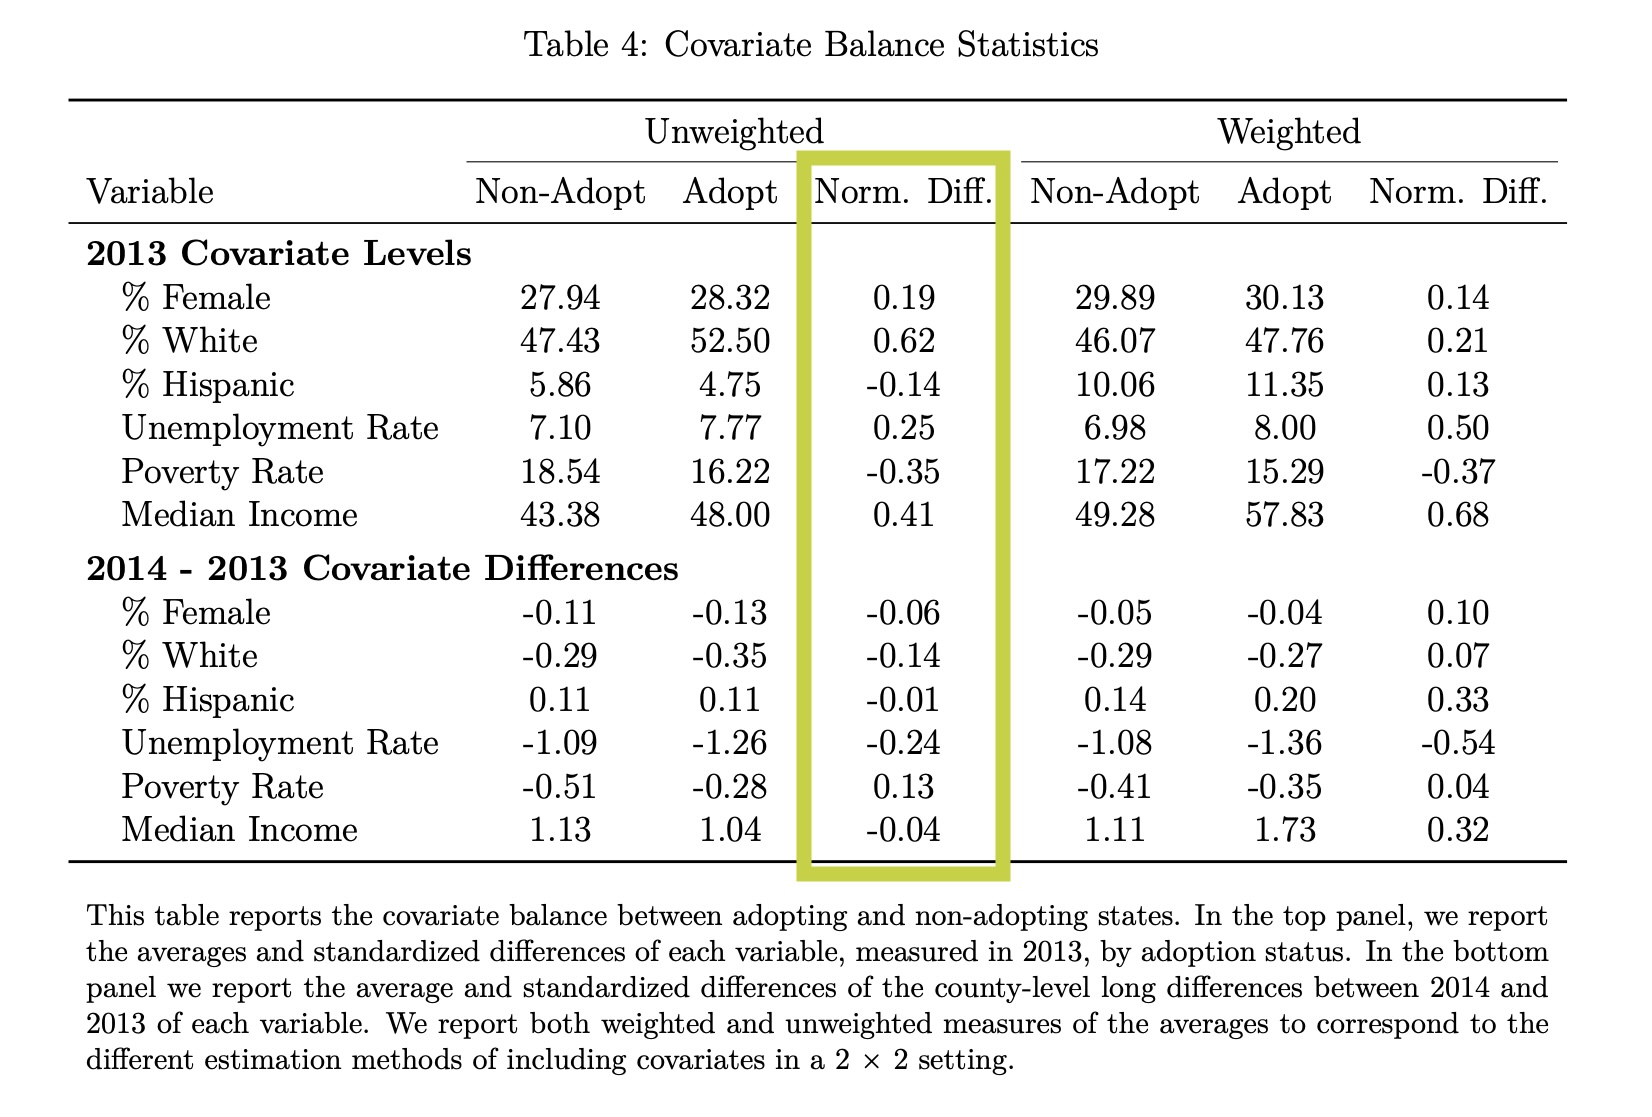 Table 4: Covariate Balance Statistics
Unweighted Weighted
Variable Non-Adopt Adopt Norm. Diff. Non-Adopt Adopt Norm. Diff.
2013 Covariate Levels
% Female 27.94 28.32 0.19 29.89 30.13 0.14
% White 47.43 52.50 0.62 46.07 47.76 0.21
% Hispanic 5.86 4.75 -0.14 10.06 11.35 0.13
Unemployment Rate 7.10 7.77 0.25 6.98 8.00 0.50
Poverty Rate 18.54 16.22 -0.35 17.22 15.29 -0.37
Median Income 43.38 48.00 0.41 49.28 57.83 0.68
2014 - 2013 Covariate Differences
% Female -0.11 -0.13 -0.06 -0.05 -0.04 0.10
% White -0.29 -0.35 -0.14 -0.29 -0.27 0.07
% Hispanic 0.11 0.11 -0.01 0.14 0.20 0.33
Unemployment Rate -1.09 -1.26 -0.24 -1.08 -1.36 -0.54
Poverty Rate -0.51 -0.28 0.13 -0.41 -0.35 0.04
Median Income 1.13 1.04 -0.04 1.11 1.73 0.32
This table reports the covariate balance between adopting and non-adopting states. In the top panel, we report
the averages and standardized differences of each variable, measured in 2013, by adoption status. In the bottom
panel we report the average and standardized differences of the county-level long differences between 2014 and
2013 of each variable. We report both weighted and unweighted measures of the averages to correspond to the
different estimation methods of including covariates in a 2 × 2 setting.